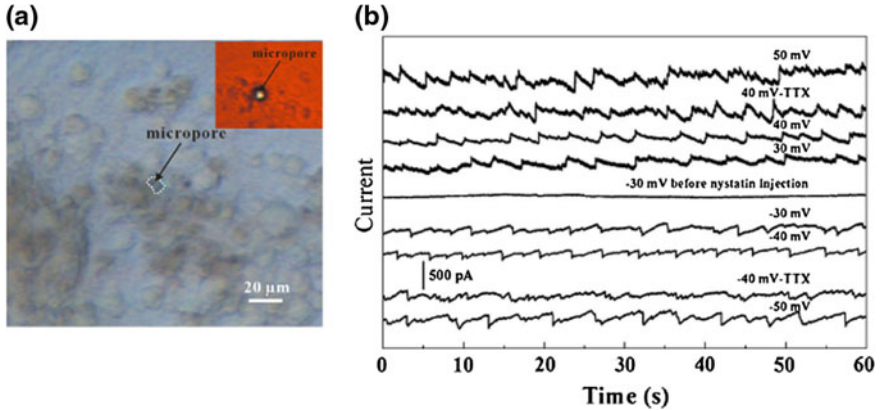 (a)
micropore
micropore
20 µm
(b)
50 mV
40 mV-TTX
40 mV
30 mV
-30 mV before nystatin Injection
-30 mV
-40 mV
500 pA
-40 mV-TTX
-50 mV
Current
0 10 20 30 40 50 60
Time (s)